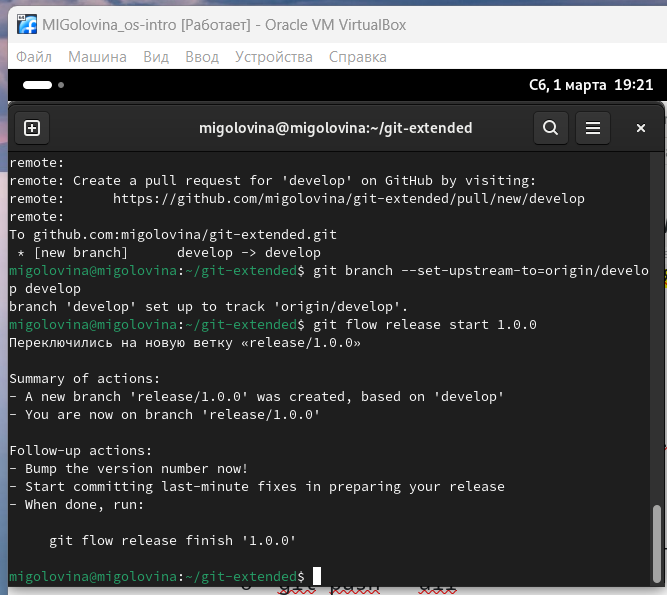 MIGolovina_os-intro [Работает] - Oracle VM VirtualBox
Файл Машина Вид Ввод Устройства Справка
Сб, 1 марта 19:21
migolovina@migolovina:~/git-extended
remote:
remote: Create a pull request for 'develop' on GitHub by visiting:
remote:      https://github.com/migolovina/git-extended/pull/new/develop
remote:
To github.com:migolovina/git-extended.git
 * [new branch]      develop -> develop
migolovina@migolovina:~/git-extended$ git branch --set-upstream-to=origin/develo
p develop
branch 'develop' set up to track 'origin/develop'.
migolovina@migolovina:~/git-extended$ git flow release start 1.0.0
Переключились на новую ветку «release/1.0.0»
Summary of actions:
- A new branch 'release/1.0.0' was created, based on 'develop'
- You are now on branch 'release/1.0.0'
Follow-up actions:
- Bump the version number now!
- Start committing last-minute fixes in preparing your release
- When done, run:
     git flow release finish '1.0.0'
migolovina@migolovina:~/git-extended$